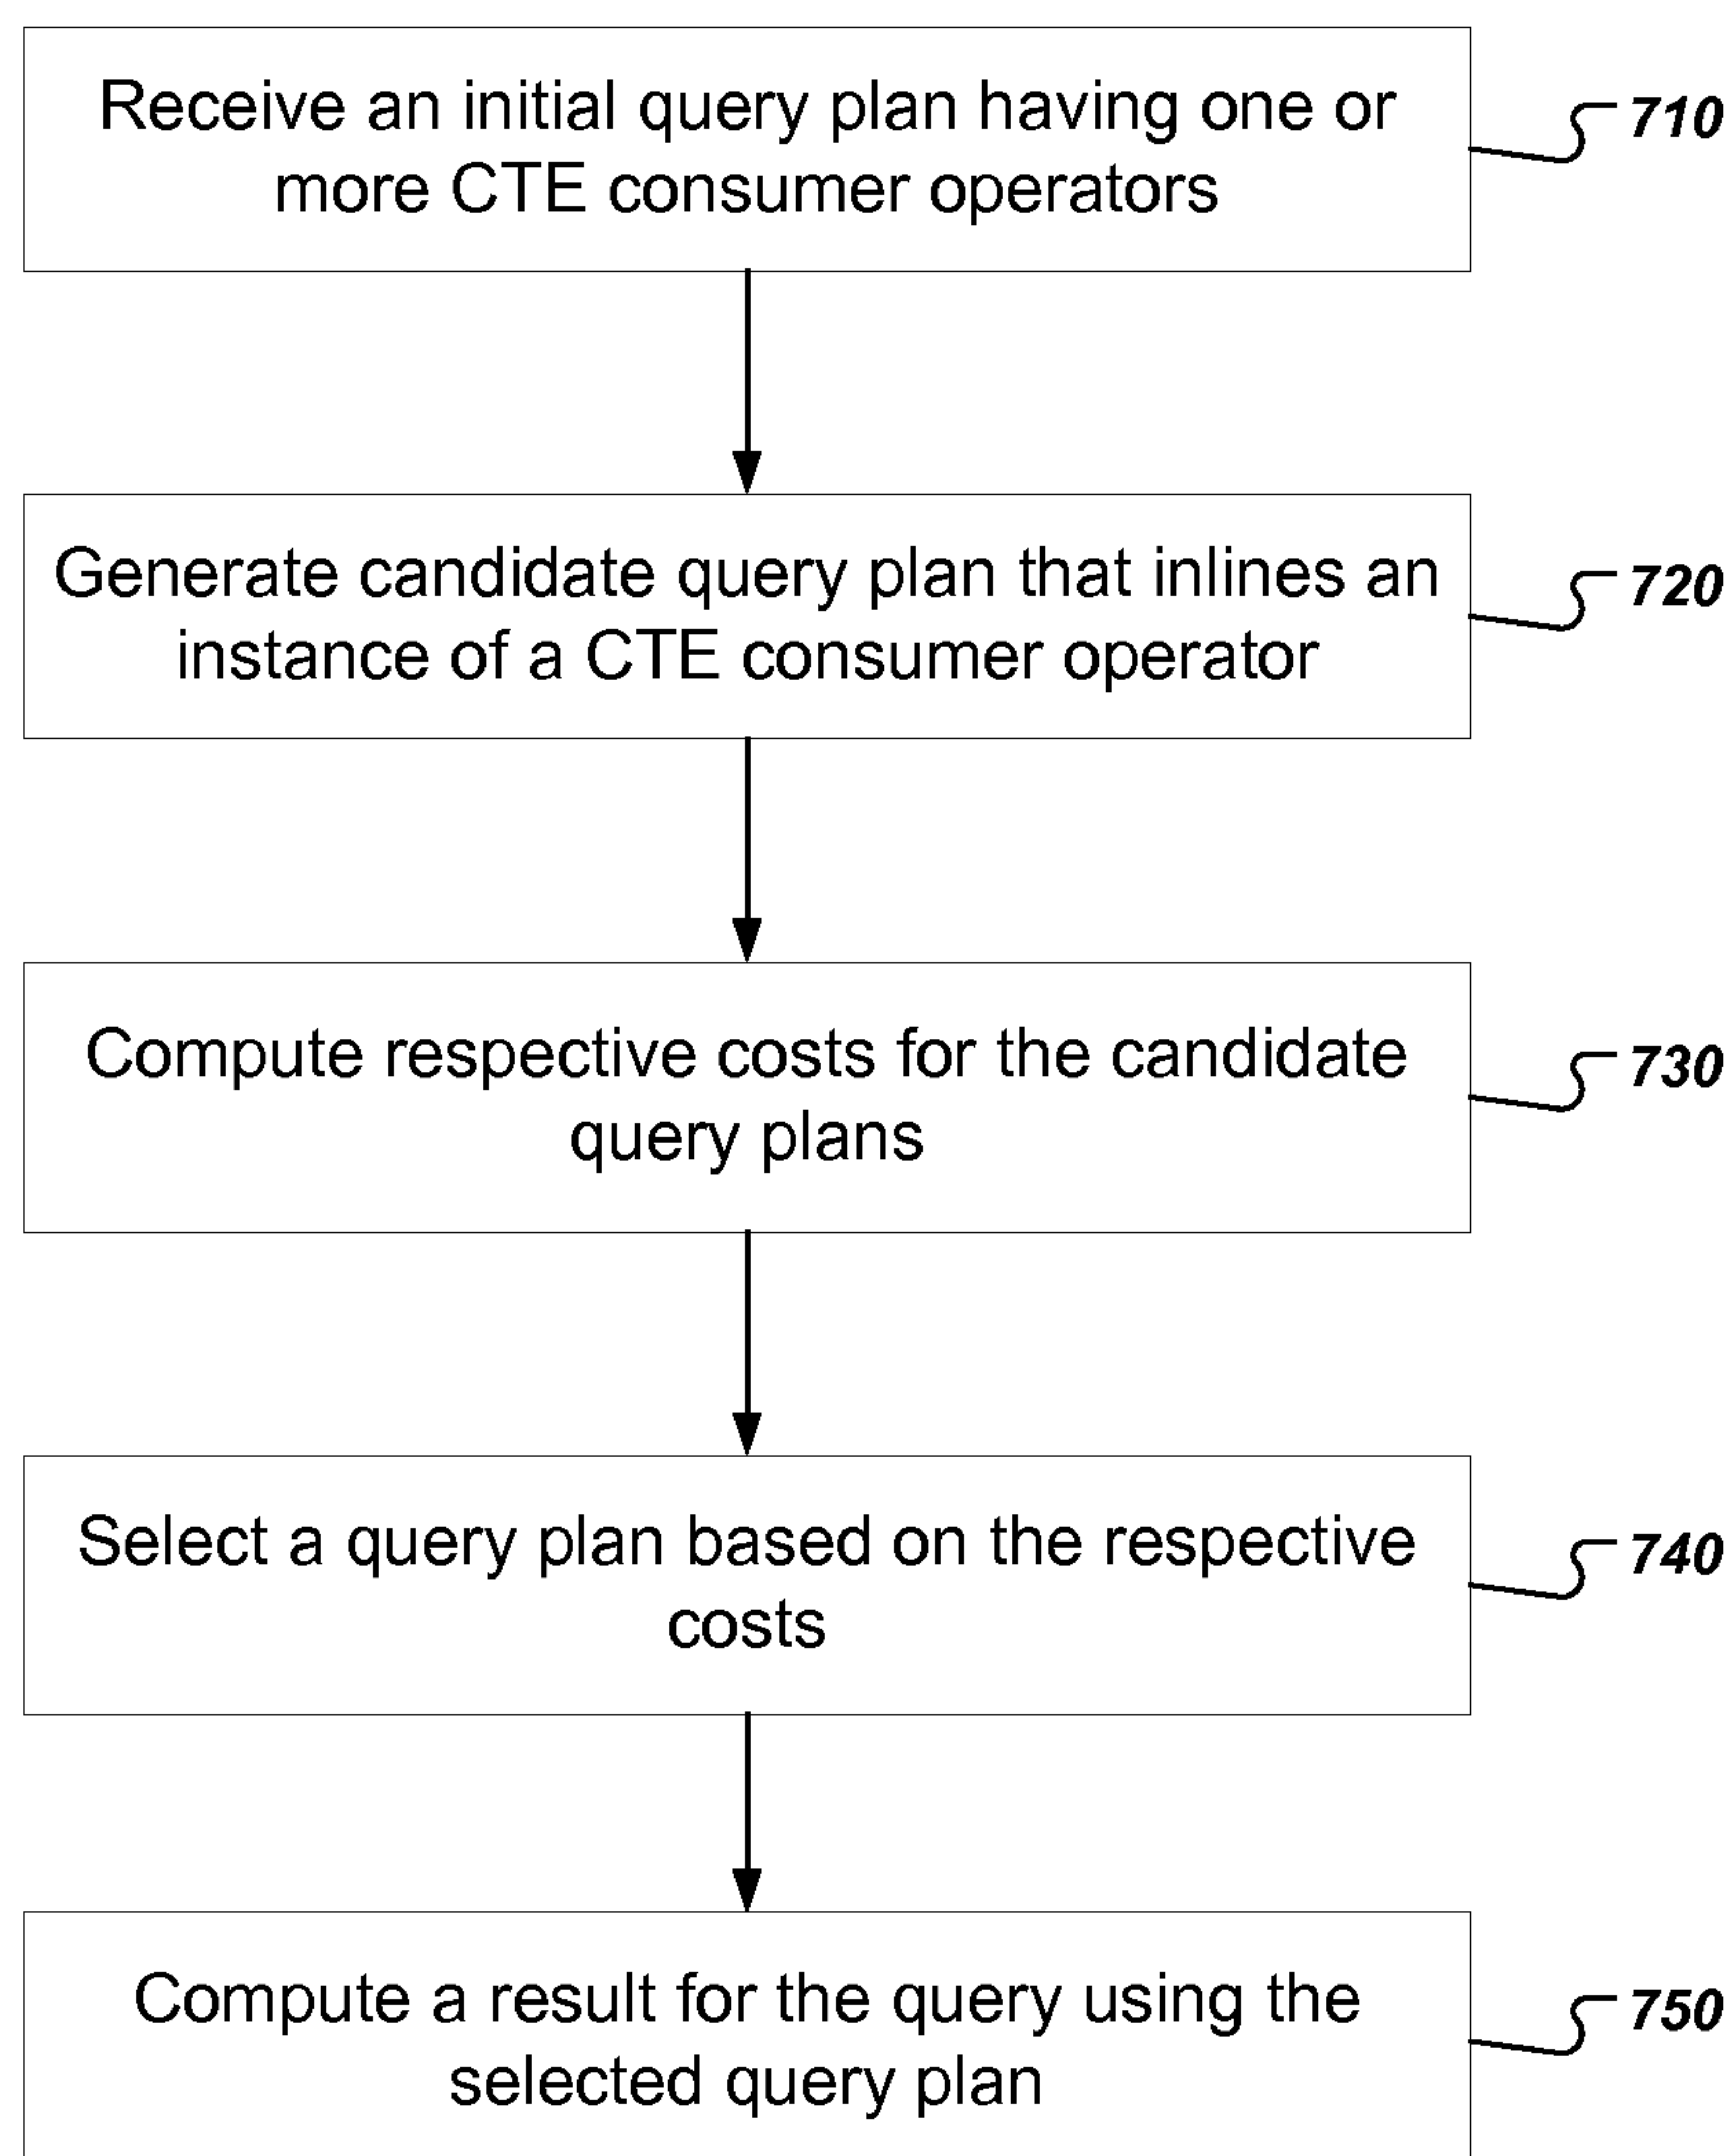 Receive an initial query plan having one or
more CTE consumer operators
710
Generate candidate query plan that inlines an
instance of a CTE consumer operator
720
Compute respective costs for the candidate
query plans
730
Select a query plan based on the respective
costs
740
Compute a result for the query using the
selected query plan
750